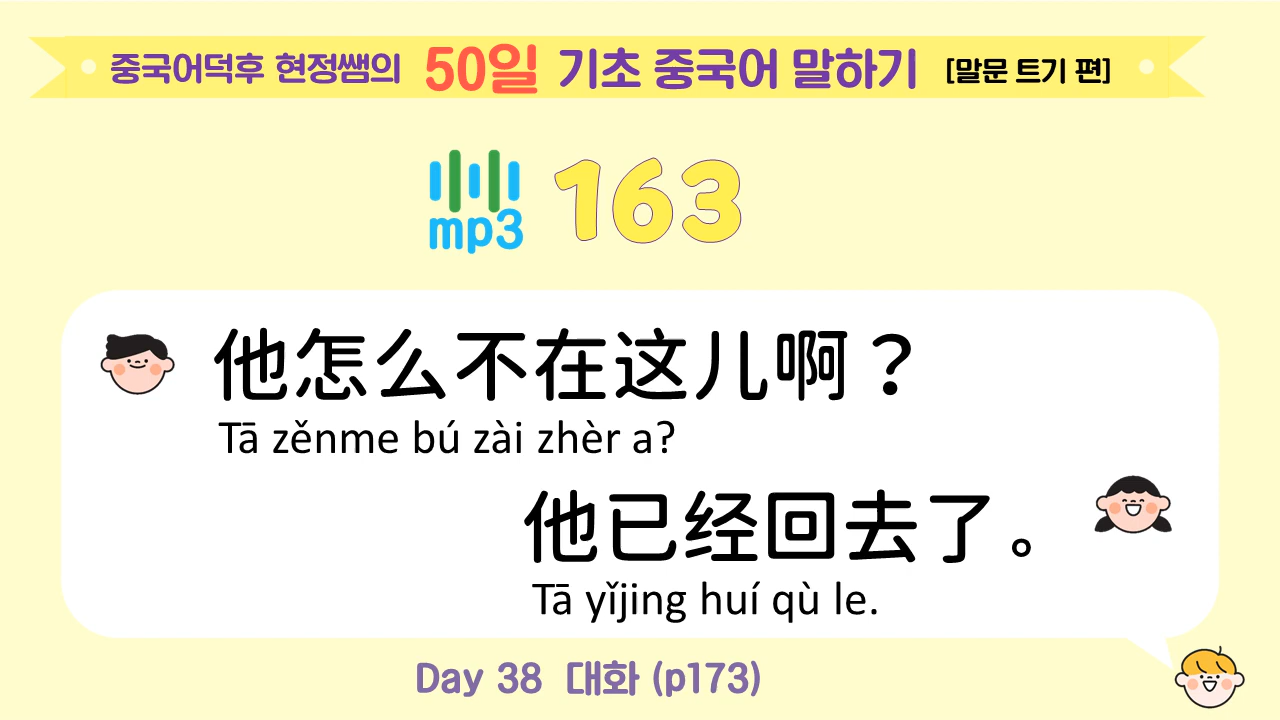 중국어덕후 현정쌤의 50일 기초 중국어 말하기 [말문 트기 편]
mp3 163
他怎么不在这儿啊？
Tā zěnme bú zài zhèr a?
他已经回去了。
Tā yǐjing huí qù le.
Day 38 대화 (p173)